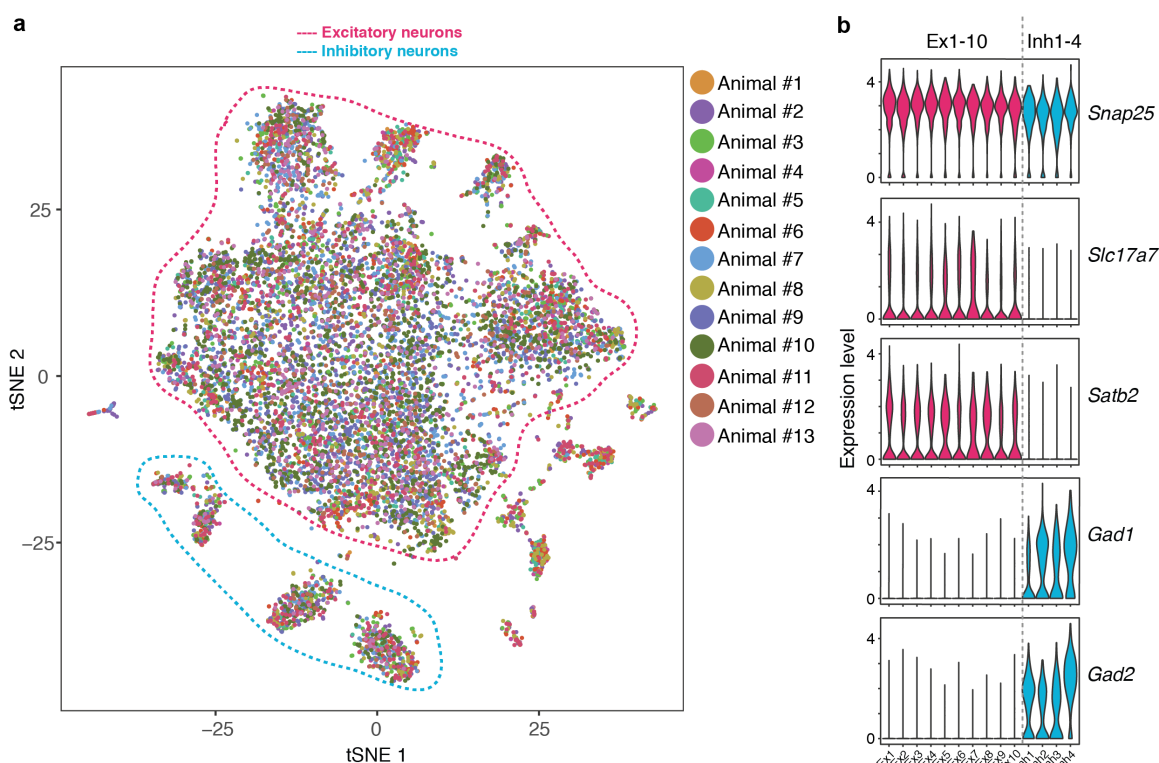 a
---- Excitatory neurons
---- Inhibitory neurons
tSNE 2
25
0
−25
−25
0
25
tSNE 1
Animal #1
Animal #2
Animal #3
Animal #4
Animal #5
Animal #6
Animal #7
Animal #8
Animal #9
Animal #10
Animal #11
Animal #12
Animal #13
b
Ex1-10
Inh1-4
Expression level
4
0
Snap25
4
0
Slc17a7
4
0
Satb2
4
0
Gad1
4
0
Gad2